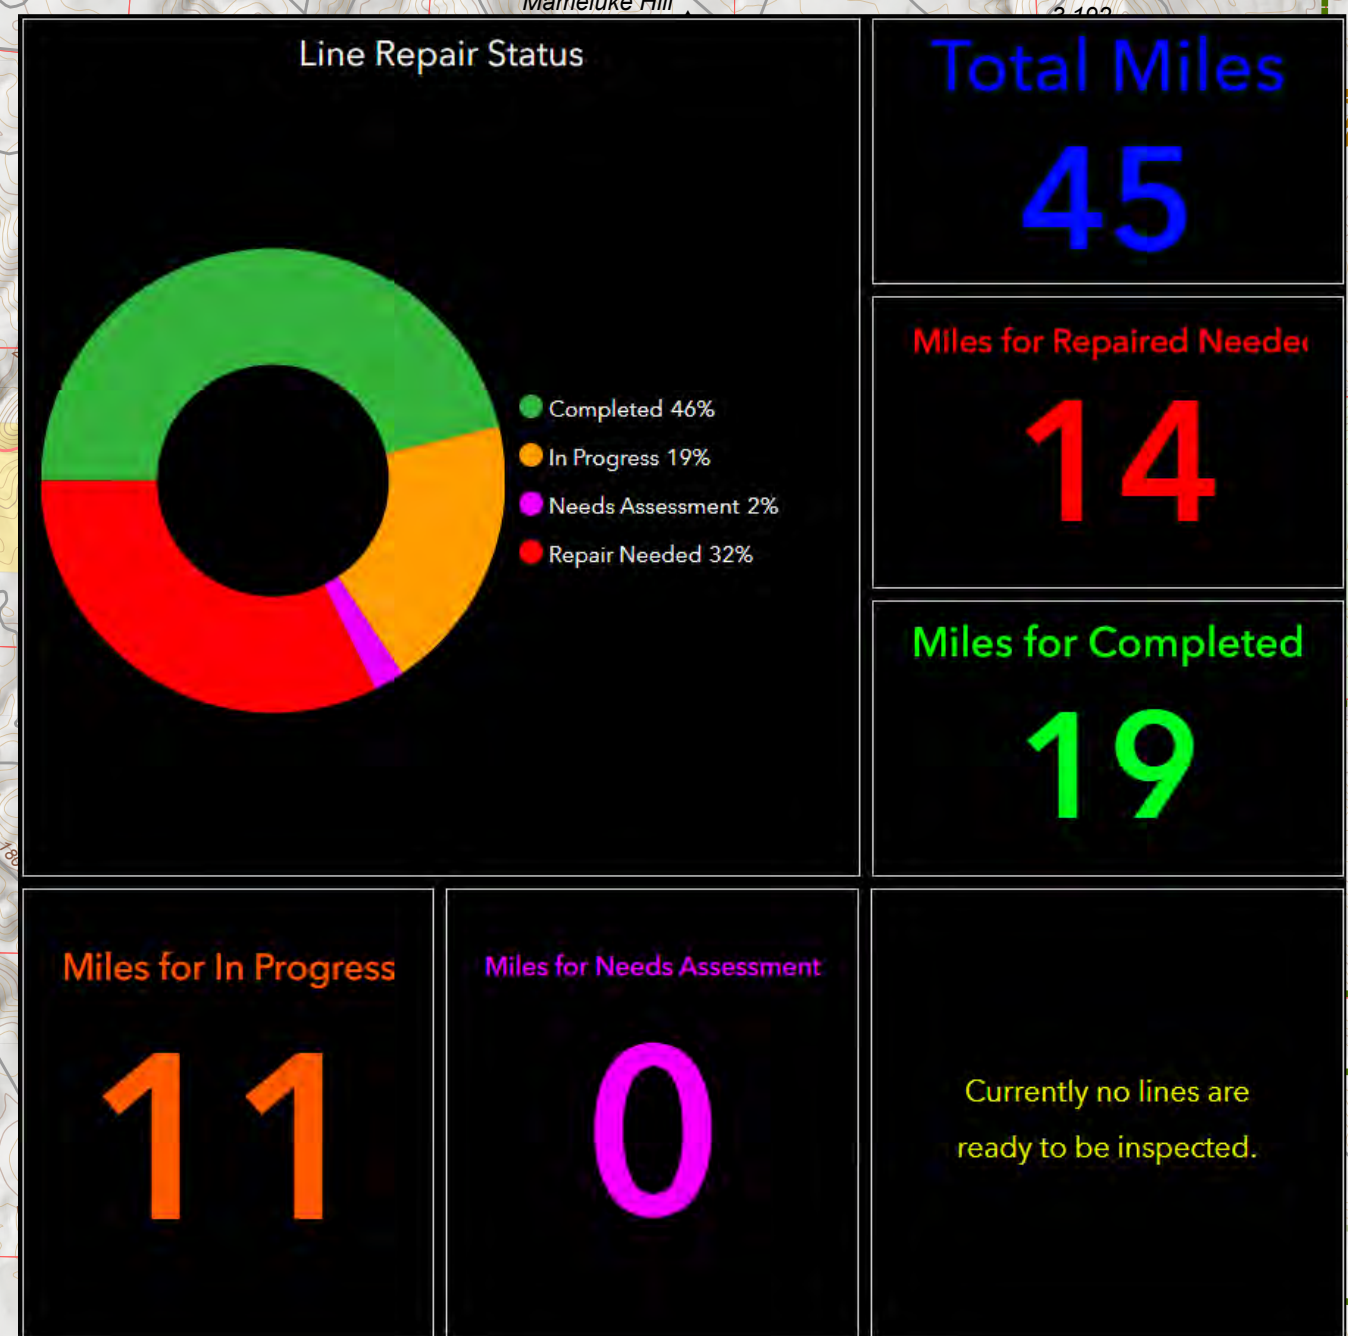 Mameluke Hill
Line Repair Status
Completed 46%
In Progress 19%
Needs Assessment 2%
Repair Needed 32%
Total Miles
45
Miles for Repaired Neede
14
Miles for Completed
19
Miles for In Progress
11
Miles for Needs Assessment
0
Currently no lines are
ready to be inspected.